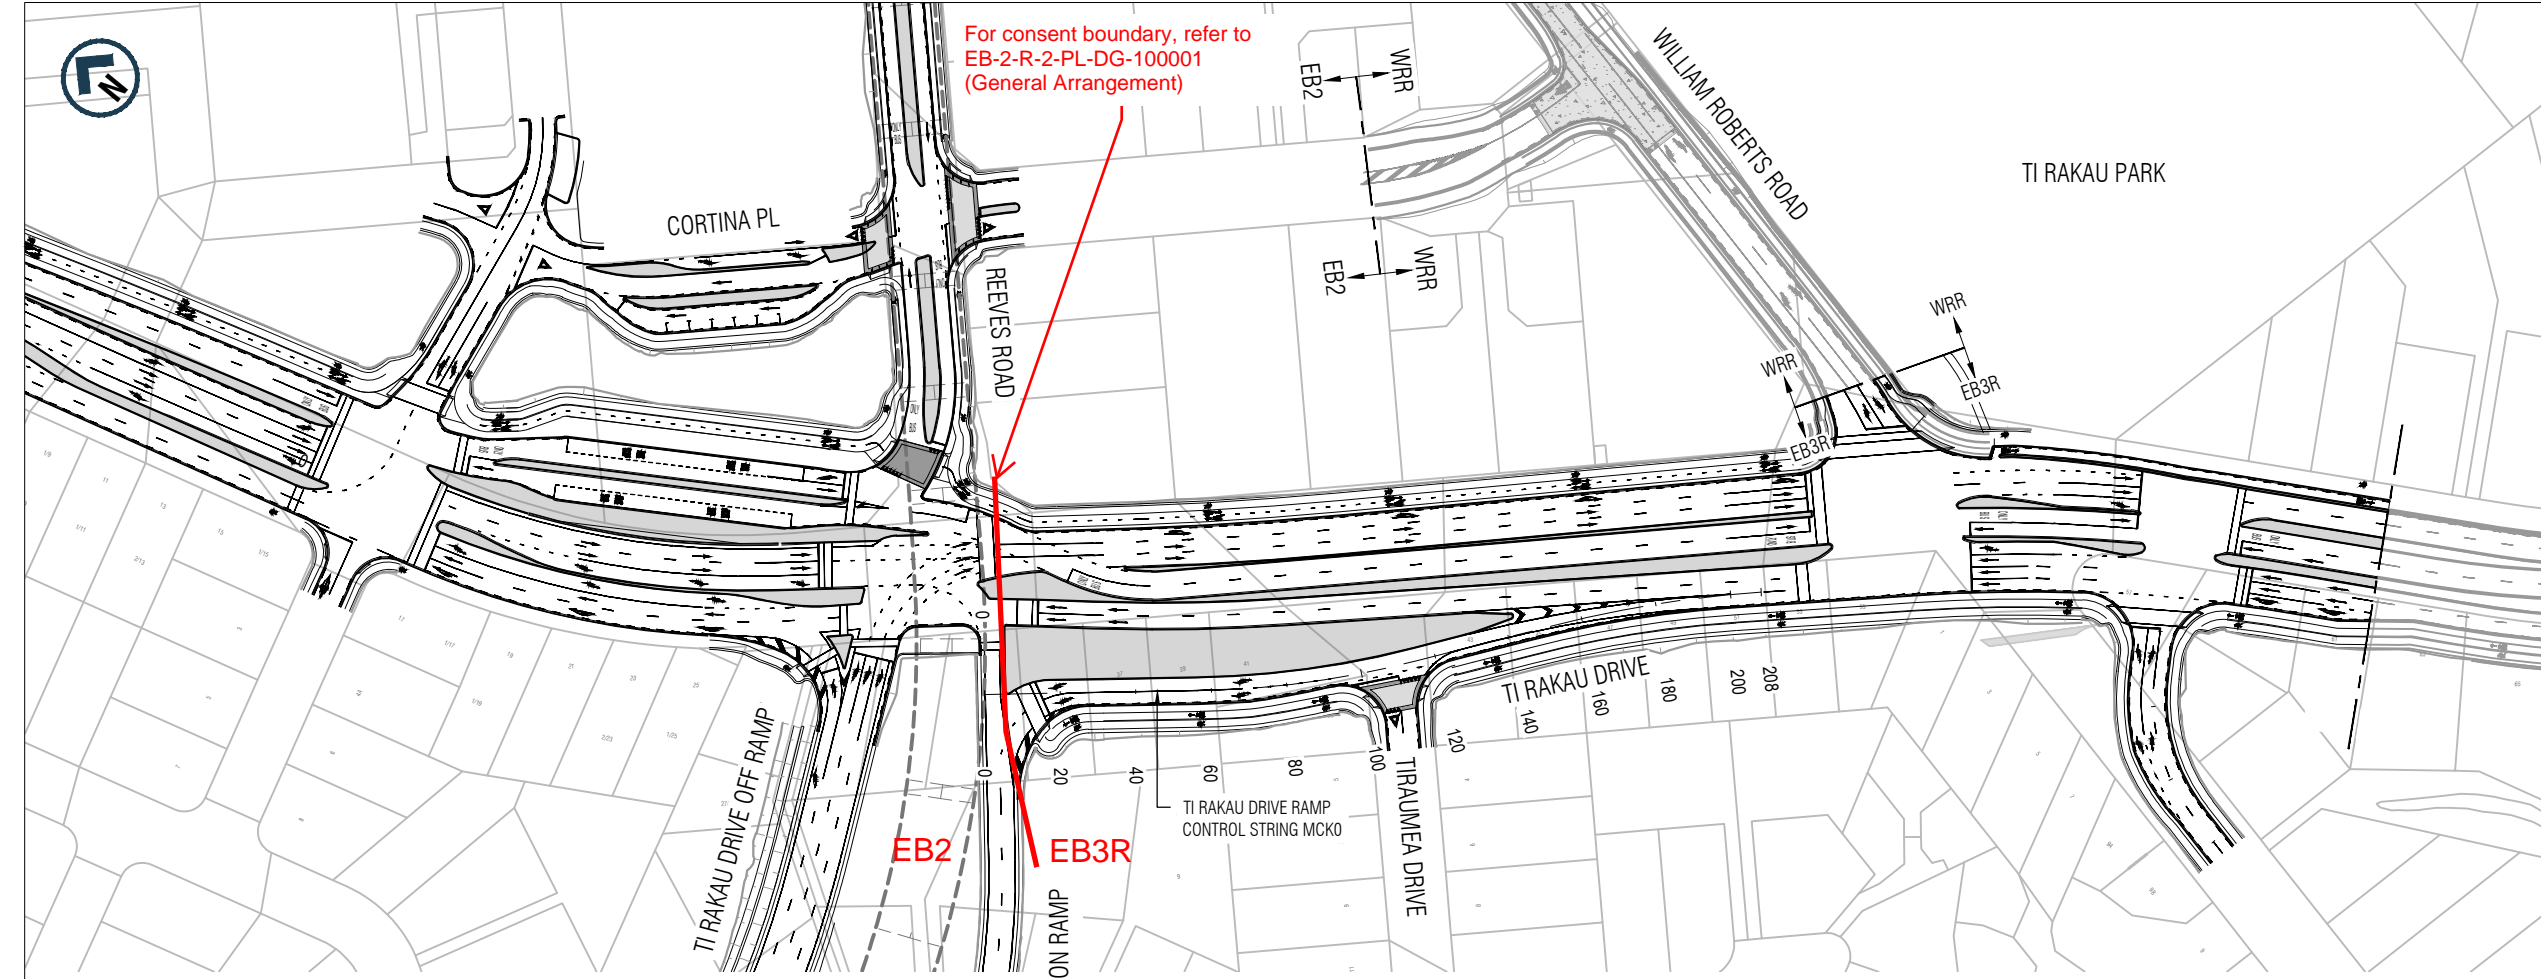 N
For consent boundary, refer to
EB-2-R-2-PL-DG-100001
(General Arrangement)
WRR
EB2
WILLIAM ROBERTS ROAD
TI RAKAU PARK
CORTINA PL
REEVES ROAD
WRR
EB2
WRR
EB3R
WRR
EB3R
TI RAKAU DRIVE
0
20
40
60
80
100
120
140
160
180
200
208
TI RAKAU DRIVE RAMP
CONTROL STRING MCK0
TIRAUMEA DRIVE
TI RAKAU DRIVE OFF RAMP
EB2
EB3R
ON RAMP